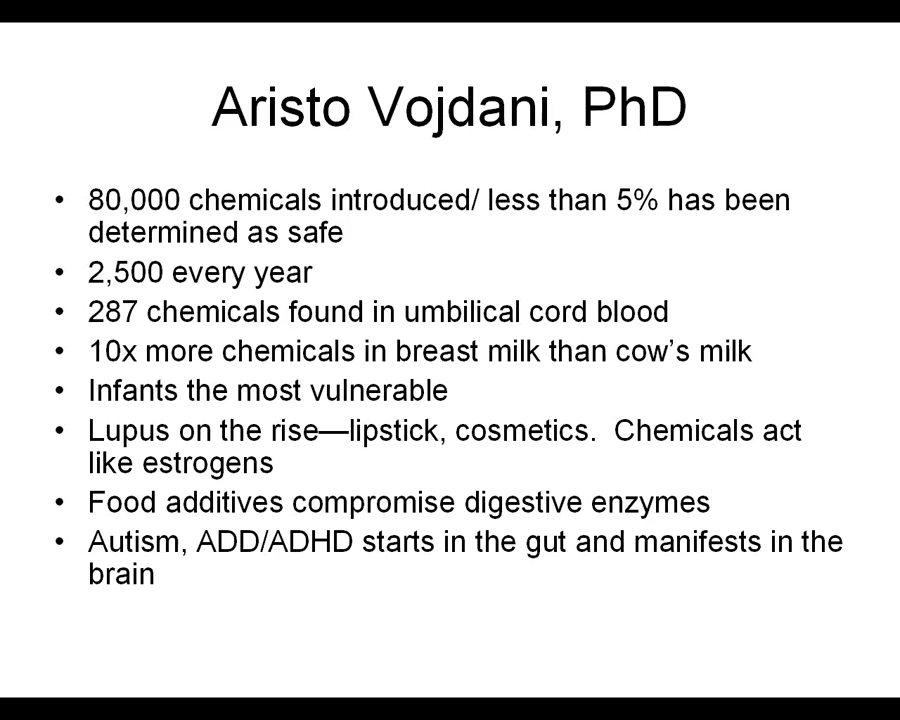 Aristo Vojdani, PhD
• 80,000 chemicals introduced/ less than 5% has been
determined as safe
• 2,500 every year
• 287 chemicals found in umbilical cord blood
• 10x more chemicals in breast milk than cow's milk
• Infants the most vulnerable
• Lupus on the rise—lipstick, cosmetics.  Chemicals act
like estrogens
• Food additives compromise digestive enzymes
• Autism, ADD/ADHD starts in the gut and manifests in the
brain